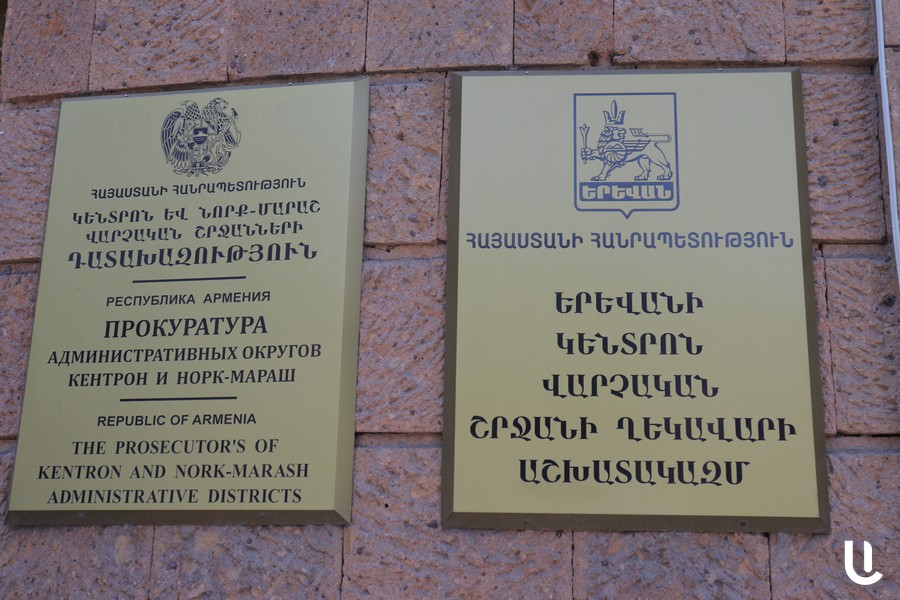 ՀԱՅԱՍՏԱՆԻ ՀԱՆՐԱՊԵՏՈՒԹՅՈՒՆ
ԿԵՆՏՐՈՆ ԵՎ ՆՈՐՔ-ՄԱՐԱՇ
ՎԱՐՉԱԿԱՆ ՇՐՋԱՆՆԵՐԻ
ԴԱՏԱԽԱԶՈՒԹՅՈՒՆ
РЕСПУБЛИКА АРМЕНИЯ
ПРОКУРАТУРА
АДМИНИСТРАТИВНЫХ ОКРУГОВ
КЕНТРОН И НОРК-МАРАШ
REPUBLIC OF ARMENIA
THE PROSECUTOR'S OF
KENTRON AND NORK-MARASH
ADMINISTRATIVE DISTRICTS
ԵՐԵՎԱՆ
ՀԱՅԱՍՏԱՆԻ ՀԱՆՐԱՊԵՏՈՒԹՅՈՒՆ
ԵՐԵՎԱՆԻ
ԿԵՆՏՐՈՆ
ՎԱՐՉԱԿԱՆ
ՇՐՋԱՆԻ ՂԵԿԱՎԱՐԻ
ԱՇԽԱՏԱԿԱԶՄ